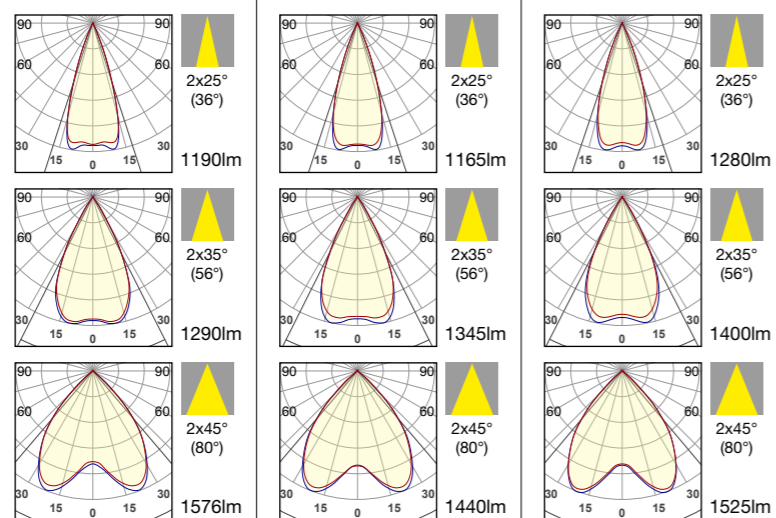 90 90
60 60
30 15 0 15 30
2x25°
(36°)
1190lm
90 90
60 60
30 15 0 15 30
2x25°
(36°)
1165lm
90 90
60 60
30 15 0 15 30
2x25°
(36°)
1280lm
90 90
60 60
30 15 0 15 30
2x35°
(56°)
1290lm
90 90
60 60
30 15 0 15 30
2x35°
(56°)
1345lm
90 90
60 60
30 15 0 15 30
2x35°
(56°)
1400lm
90 90
60 60
30 15 0 15 30
2x45°
(80°)
1576lm
90 90
60 60
30 15 0 15 30
2x45°
(80°)
1440lm
90 90
60 60
30 15 0 15 30
2x45°
(80°)
1525lm